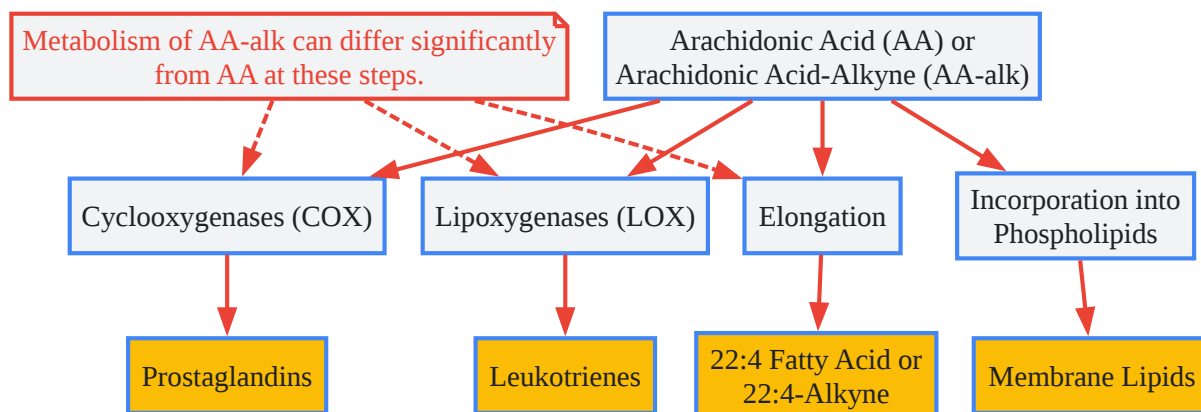 Metabolism of AA-alk can differ significantly
from AA at these steps.
Arachidonic Acid (AA) or
Arachidonic Acid-Alkyne (AA-alk)
Cyclooxygenases (COX)
Lipoxygenases (LOX)
Elongation
Incorporation into
Phospholipids
Prostaglandins
Leukotrienes
22:4 Fatty Acid or
22:4-Alkyne
Membrane Lipids